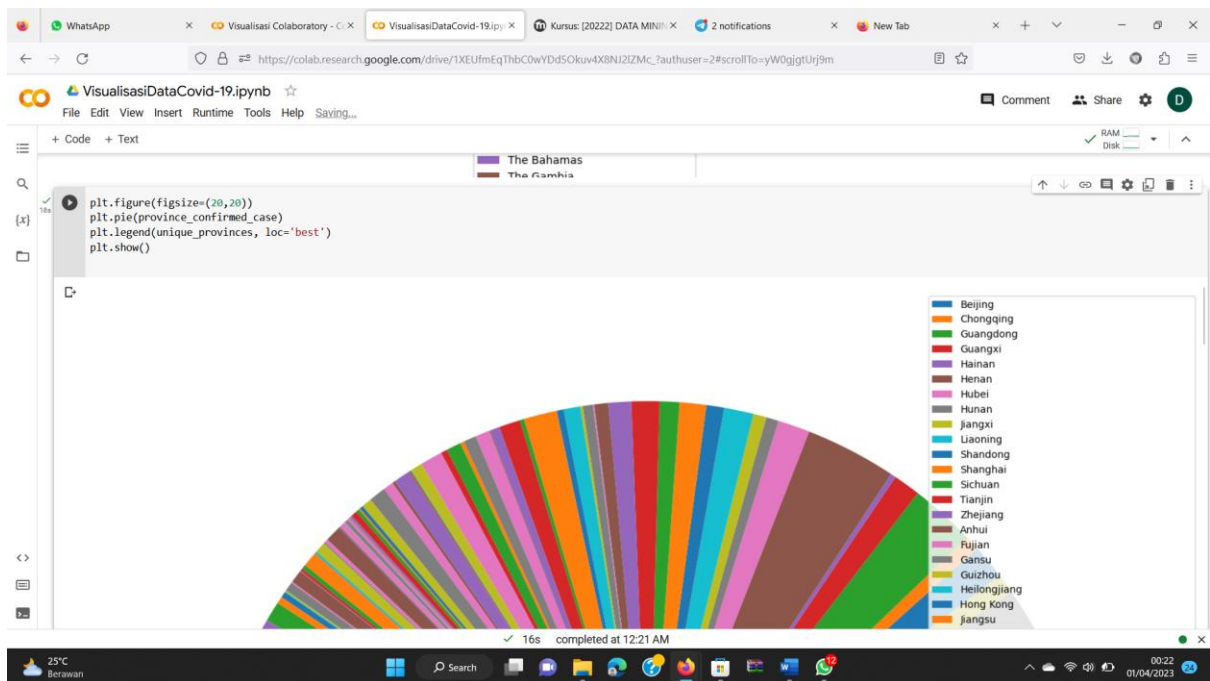 WhatsApp
Visualisasi Colaboratory - C
VisualisasiDataCovid-19.ipy
Kursus: [20222] DATA MININ
2 notifications
New Tab
https://colab.research.google.com/drive/1XEUfmEqThbC0wYDd5Okuv4X8NJ2lZMc_?authuser=2#scrollTo=yW0gjgtUrj9m
VisualisasiDataCovid-19.ipynb
File Edit View Insert Runtime Tools Help Saving...
Comment Share D
+ Code + Text
RAM
Disk
The Bahamas
The Gambia
{x}
18s
plt.figure(figsize=(20,20))
plt.pie(province_confirmed_case)
plt.legend(unique_provinces, loc='best')
plt.show()
Beijing
Chongqing
Guangdong
Guangxi
Hainan
Henan
Hubei
Hunan
Jiangxi
Liaoning
Shandong
Shanghai
Sichuan
Tianjin
Zhejiang
Anhui
Fujian
Gansu
Guizhou
Heilongjiang
Hong Kong
Jiangsu
16s completed at 12:21 AM
25°C
Berawan
Search
12
00:22
01/04/2023
24